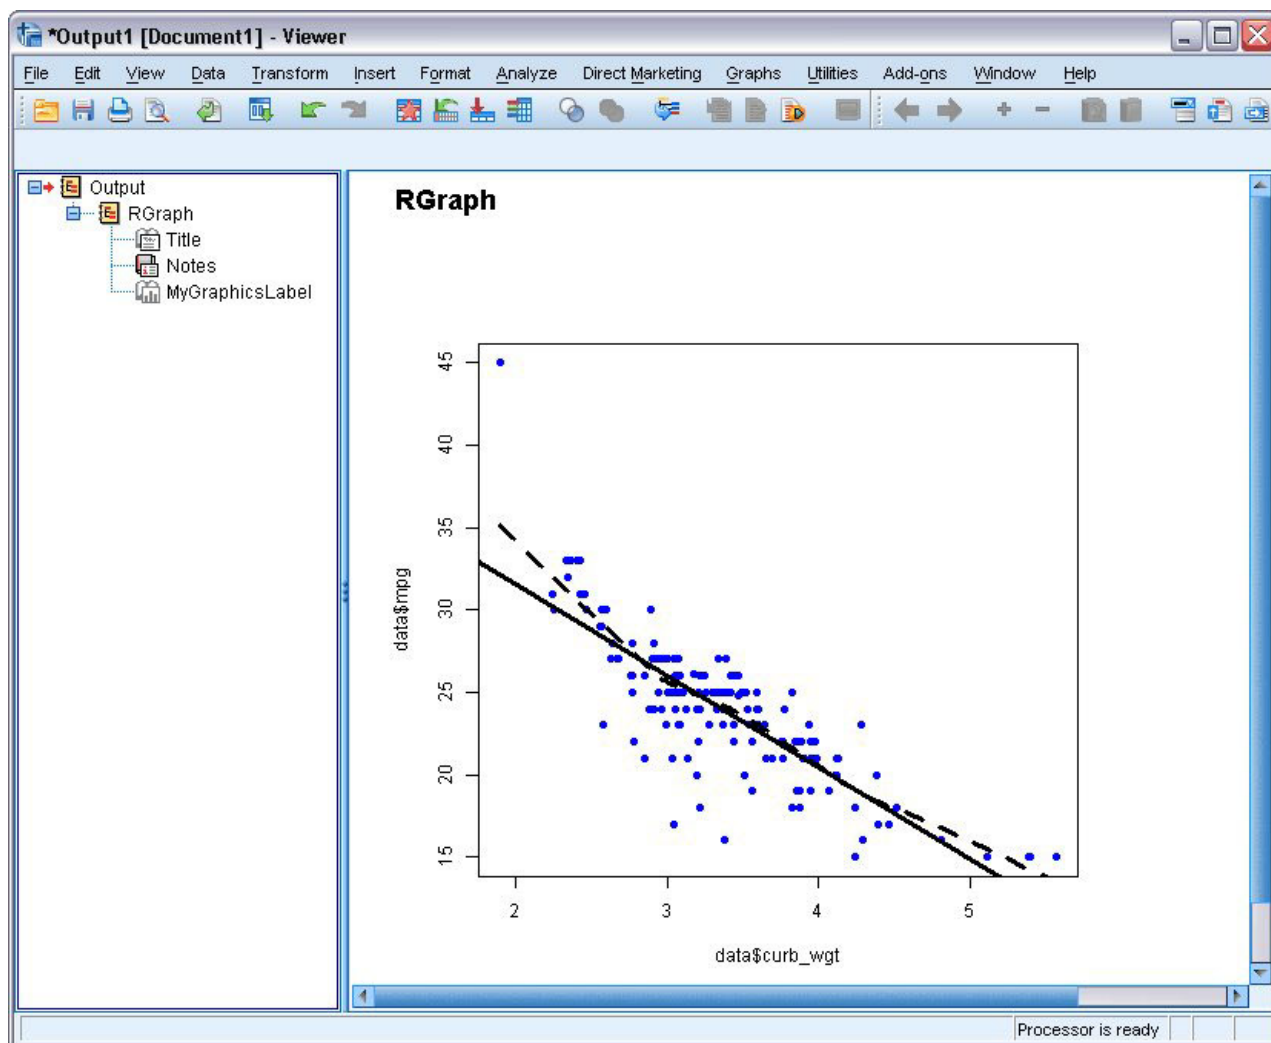 *Output1 [Document1] - Viewer
File Edit View Data Transform Insert Format Analyze Direct Marketing Graphs Utilities Add-ons Window Help
Output
RGraph
Title
Notes
MyGraphicsLabel
RGraph
45
40
35
30
25
20
15
data$mpg
2 3 4 5
data$curb_wgt
Processor is ready